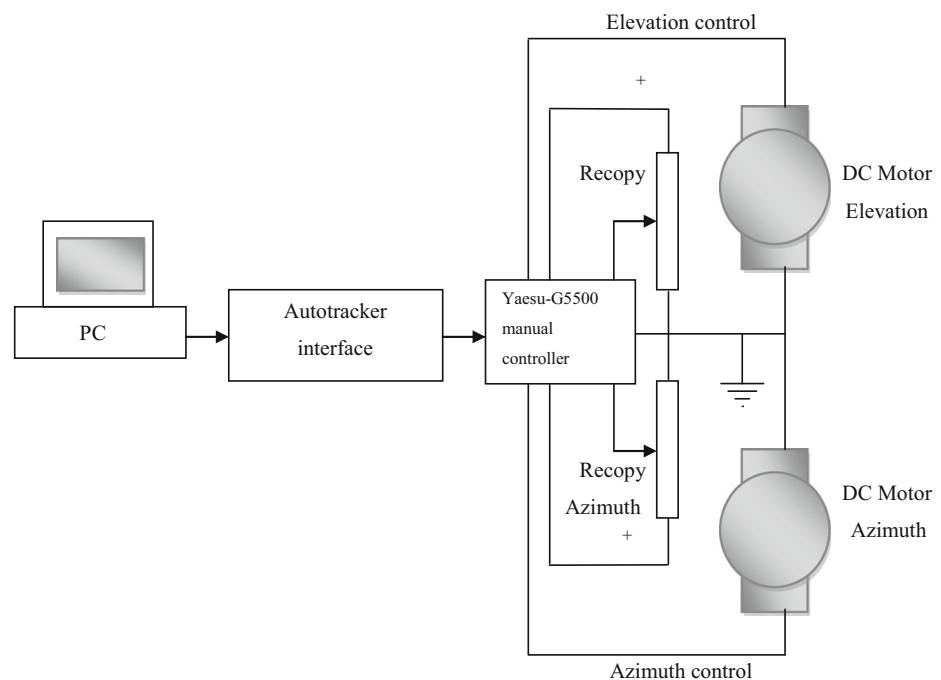 Elevation control
+
Recopy
DC Motor
Elevation
Yaesu-G5500
manual
controller
Autotracker
interface
PC
Recopy
Azimuth
+
DC Motor
Azimuth
Azimuth control